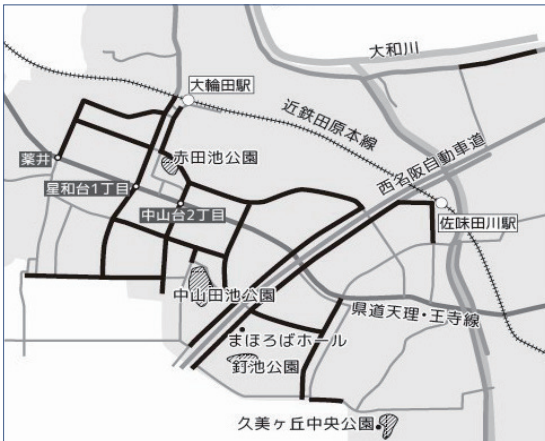 大和川
大輪田駅
近鉄田原本線
西名阪自動車道
薬井
赤田池公園
星和台1丁目
中山台2丁目
佐味田川駅
中山田池公園
県道天理・王寺線
まほろばホール
釘池公園
久美ヶ丘中央公園